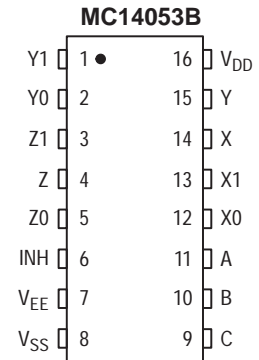 MC14053B
Y1 1 16 VDD
Y0 2 15 Y
Z1 3 14 X
Z 4 13 X1
Z0 5 12 X0
INH 6 11 A
VEE 7 10 B
VSS 8 9 C